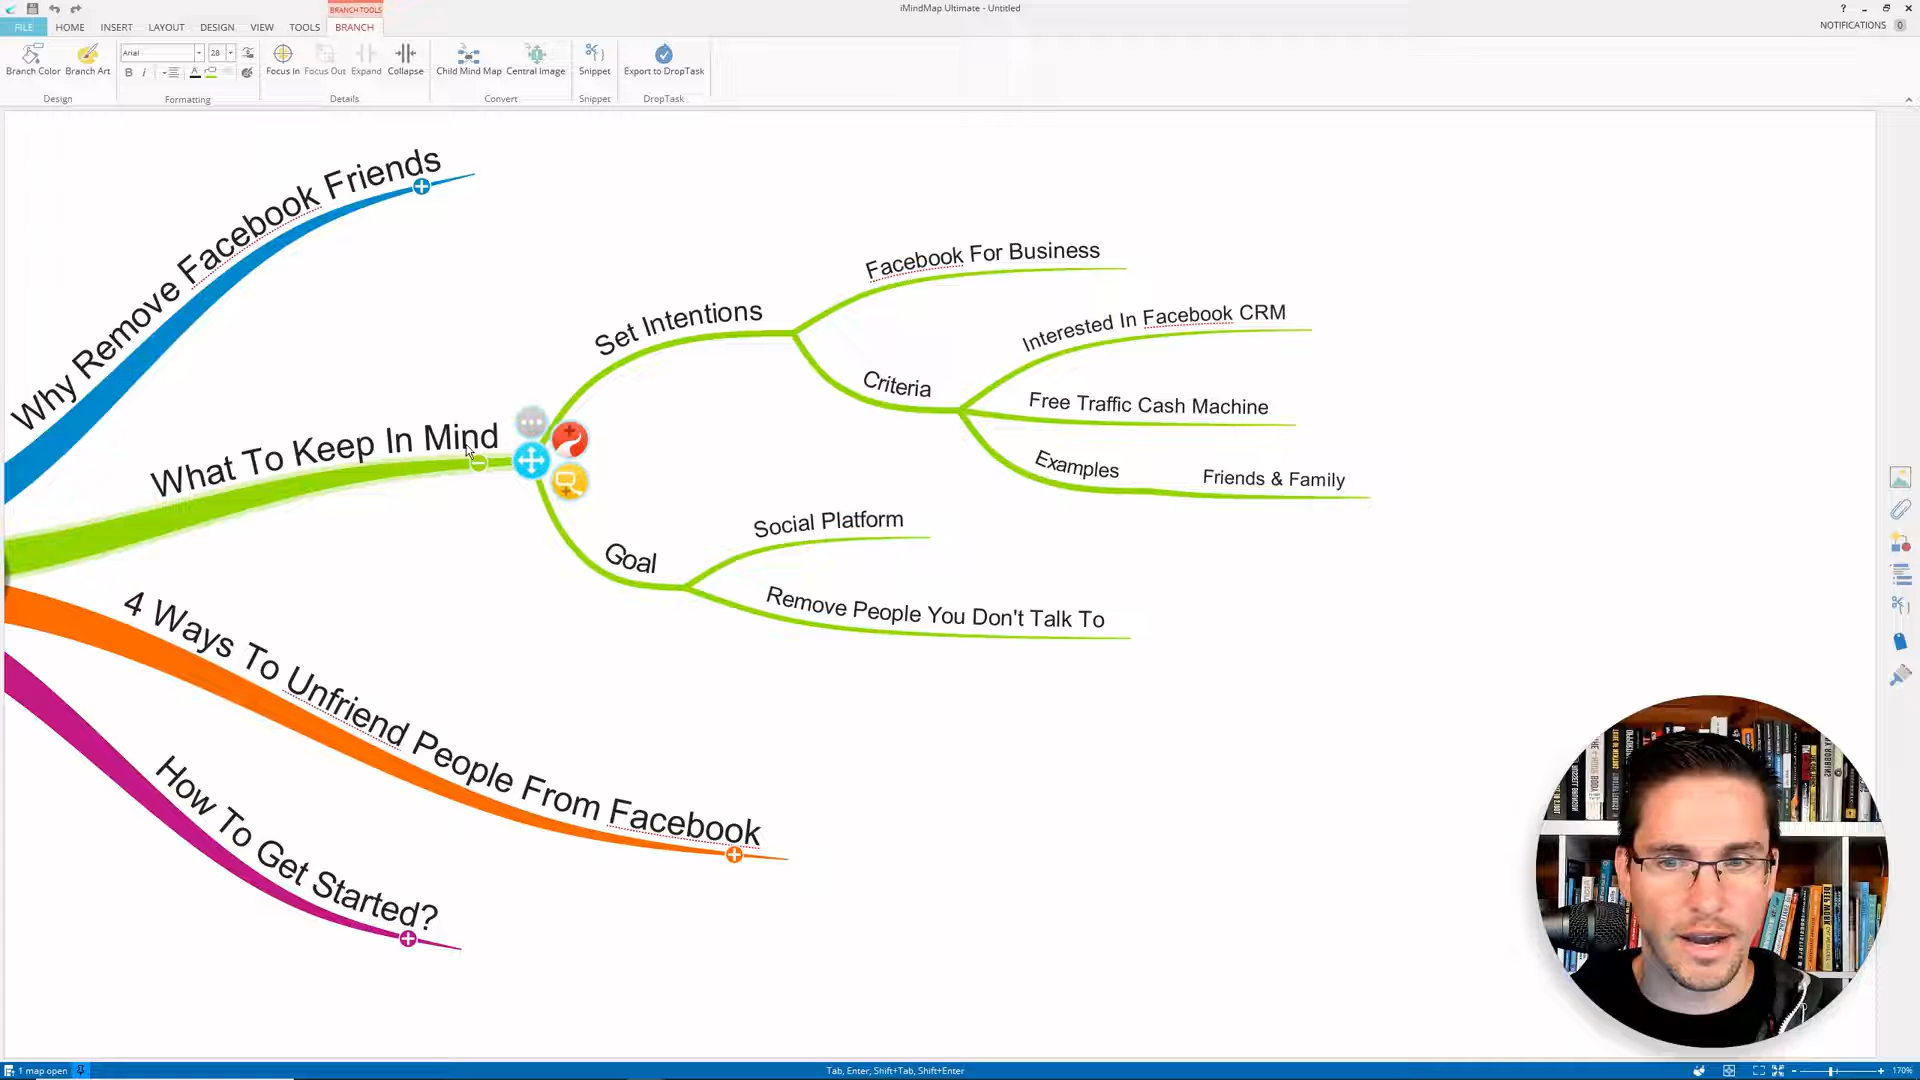 BRANCH TOOLS
iMindMap Ultimate - Untitled
FILE HOME INSERT LAYOUT DESIGN VIEW TOOLS BRANCH
NOTIFICATIONS 0
Arial 28
B i A
Branch Color Branch Art Focus In Focus Out Expand Collapse Child Mind Map Central Image Snippet Export to DropTask
Design Formatting Details Convert Snippet DropTask
Why Remove Facebook Friends
What To Keep In Mind
Set Intentions
Facebook For Business
Criteria
Interested In Facebook CRM
Free Traffic Cash Machine
Examples
Friends & Family
Goal
Social Platform
Remove People You Don't Talk To
4 Ways To Unfriend People From Facebook
How To Get Started?
1 map open
Tab, Enter, Shift+Tab, Shift+Enter
170%